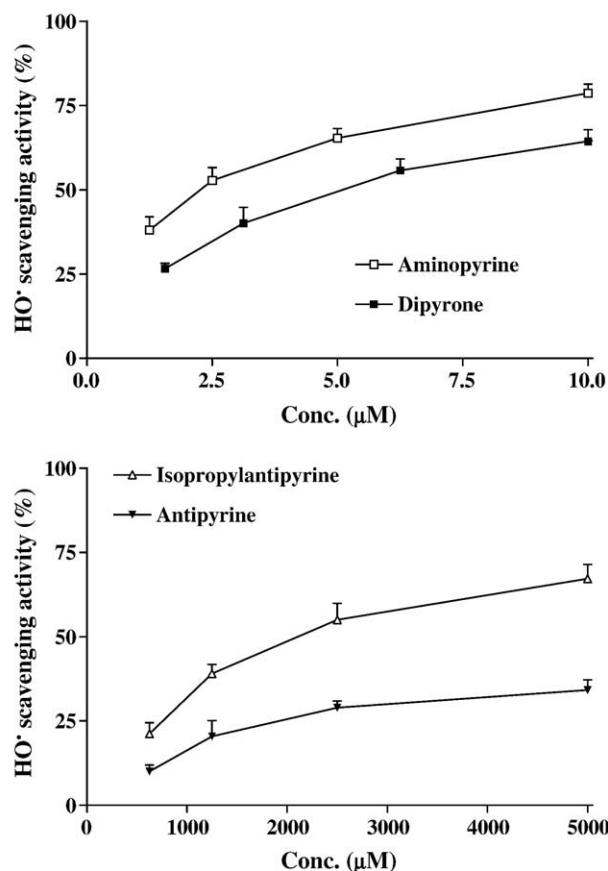 100
75
50
25
0
HO• scavenging activity (%)
Aminopyrine
Dipyrone
0.0 2.5 5.0 7.5 10.0
Conc. (μM)
Isopropylantipyrine
Antipyrine
100
75
50
25
0
HO• scavenging activity (%)
0 1000 2000 3000 4000 5000
Conc. (μM)